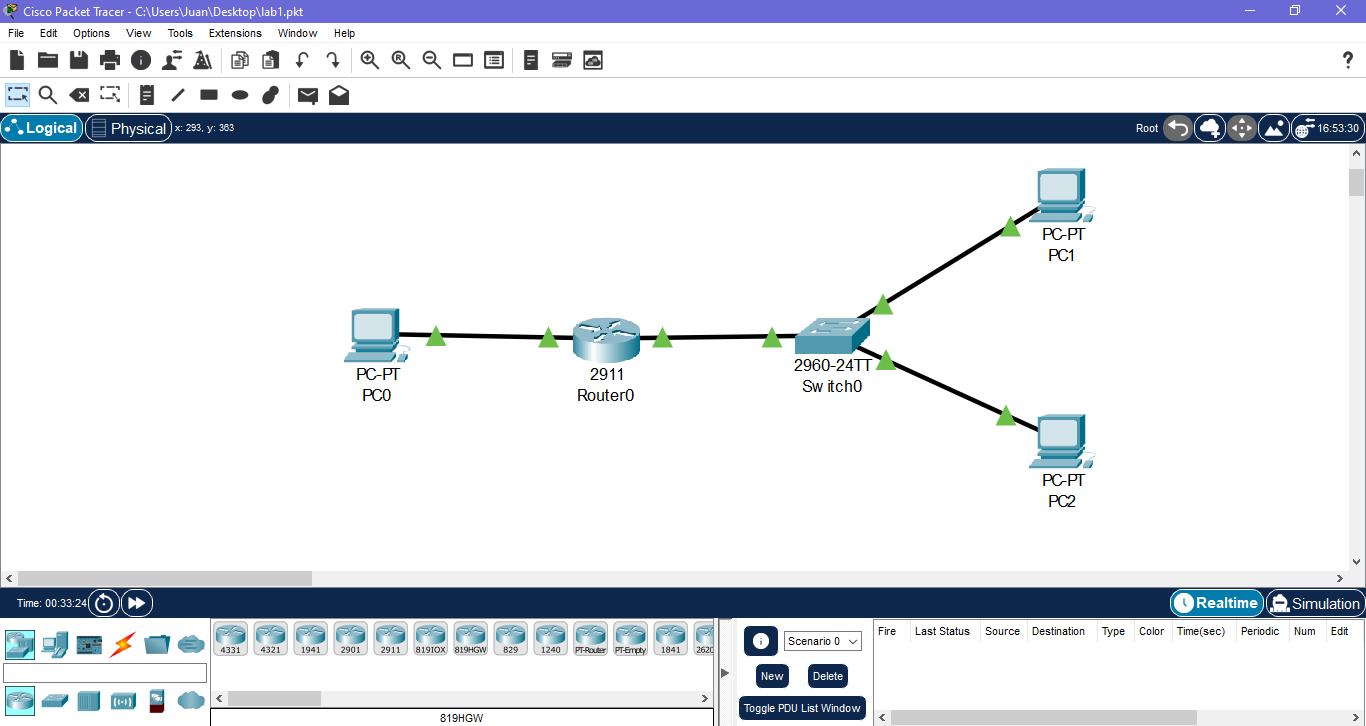 Cisco Packet Tracer - C:\Users\Juan\Desktop\lab1.pkt
File Edit Options View Tools Extensions Window Help
?
Logical Physical x: 293, y: 363 Root 16:53:30
PC-PT
PC1
PC-PT
PC0
2911
Router0
2960-24TT
Switch0
PC-PT
PC2
Time: 00:33:24 Realtime Simulation
4331 4321 1941 2901 2911 819IOX 819HGW 829 1240 PT-Router PT-Empty 1841 2620
819HGW
Scenario 0
New Delete
Toggle PDU List Window
Fire Last Status Source Destination Type Color Time(sec) Periodic Num Edit